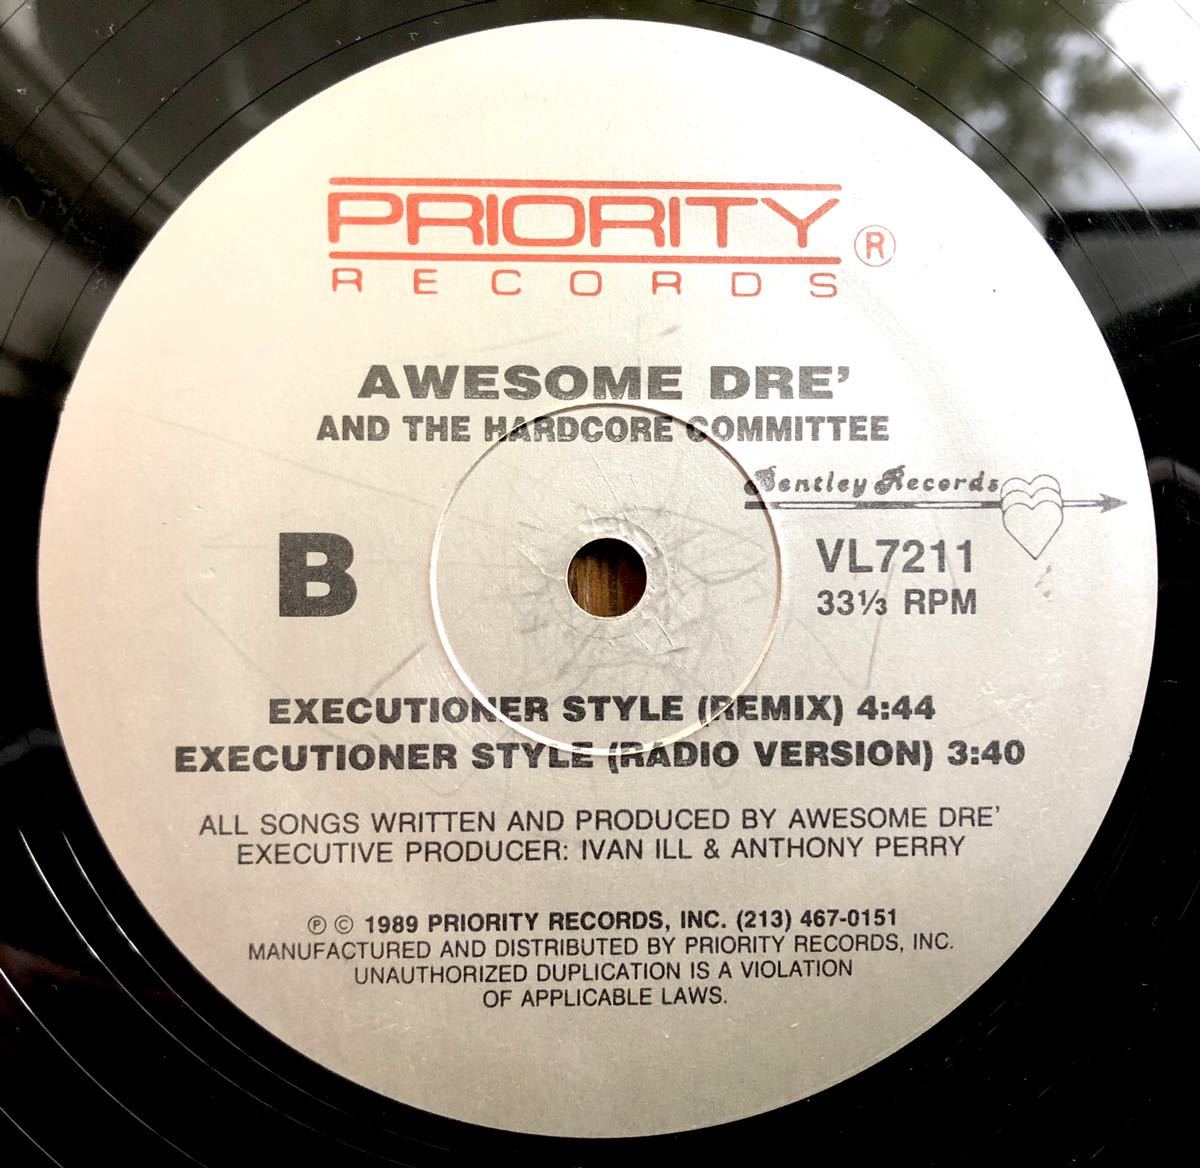 PRIORITY ®
RECORDS
AWESOME DRE'
AND THE HARDCORE COMMITTEE
Bentley Records
B
VL7211
33⅓ RPM
EXECUTIONER STYLE (REMIX) 4:44
EXECUTIONER STYLE (RADIO VERSION) 3:40
ALL SONGS WRITTEN AND PRODUCED BY AWESOME DRE'
EXECUTIVE PRODUCER: IVAN ILL & ANTHONY PERRY
℗ © 1989 PRIORITY RECORDS, INC. (213) 467-0151
MANUFACTURED AND DISTRIBUTED BY PRIORITY RECORDS, INC.
UNAUTHORIZED DUPLICATION IS A VIOLATION
OF APPLICABLE LAWS.